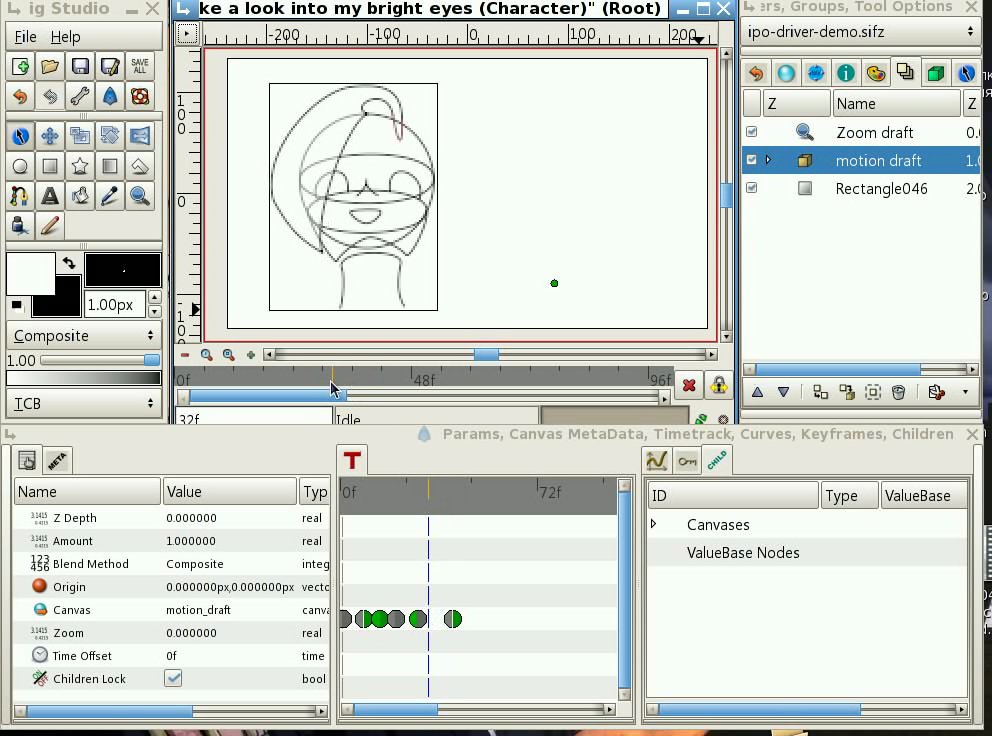 ig Studio
ke a look into my bright eyes (Character)" (Root)
ers, Groups, Tool Options
File Help
SAVE ALL
-200 -100 0 100 200
ipo-driver-demo.sifz
Z Name Z
Zoom draft 0.
motion draft 1.
Rectangle046 2.
1.00px
Composite
1.00
TCB
0f 48f 96f
32f Idle
Params, Canvas MetaData, Timetrack, Curves, Keyframes, Children
META
T
CHILD
Name Value Typ
Z Depth 0.000000 real
Amount 1.000000 real
Blend Method Composite integ
Origin 0.000000px,0.000000px vecto
Canvas motion_draft canva
Zoom 0.000000 real
Time Offset 0f time
Children Lock bool
0f 72f
ID Type ValueBase
Canvases
ValueBase Nodes